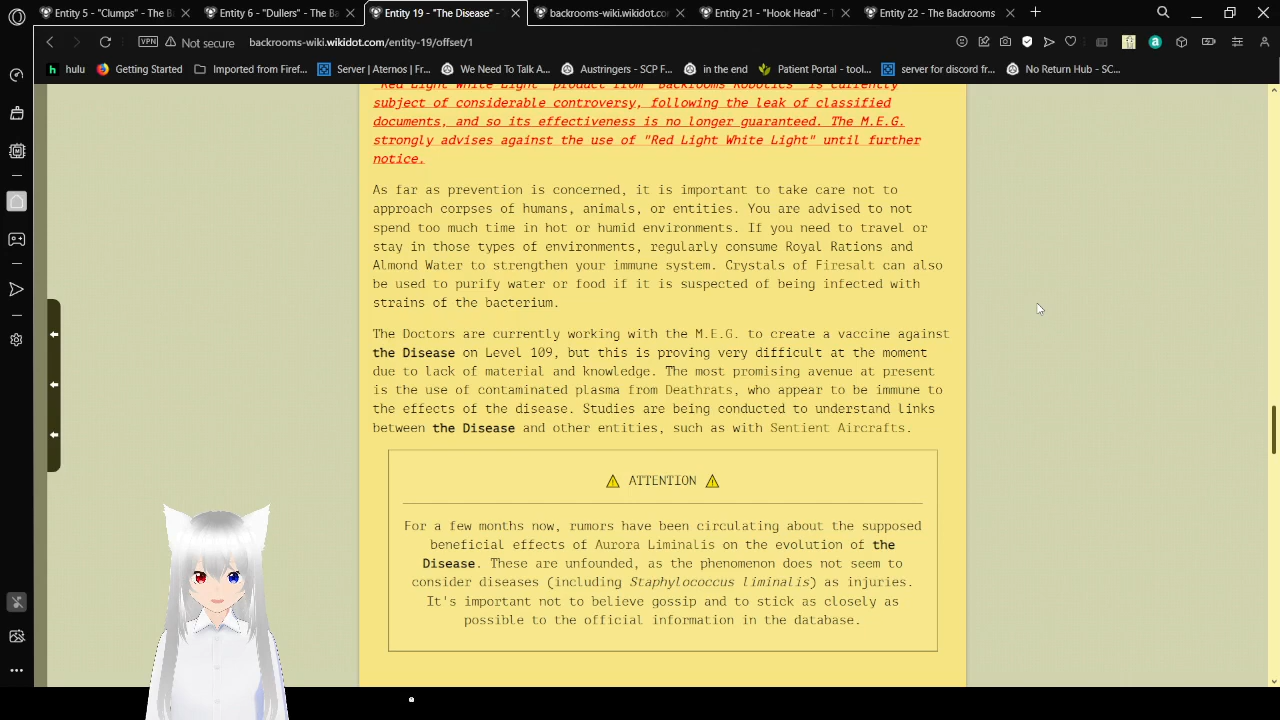 Entity 5 - "Clumps" - The B
Entity 6 - "Dullers" - The Ba
Entity 19 - "The Disease" -
backrooms-wiki.wikidot.co
Entity 21 - "Hook Head" - T
Entity 22 - The Backrooms
VPN
Not secure
backrooms-wiki.wikidot.com/entity-19/offset/1
hulu
Getting Started
Imported from Firef...
Server | Aternos | Fr...
We Need To Talk A...
Austringers - SCP F...
in the end
Patient Portal - tool...
server for discord fr...
No Return Hub - SC...
"Red Light White Light" product from "Backrooms Robotics" is currently
subject of considerable controversy, following the leak of classified
documents, and so its effectiveness is no longer guaranteed. The M.E.G.
strongly advises against the use of "Red Light White Light" until further
notice.
As far as prevention is concerned, it is important to take care not to
approach corpses of humans, animals, or entities. You are advised to not
spend too much time in hot or humid environments. If you need to travel or
stay in those types of environments, regularly consume Royal Rations and
Almond Water to strengthen your immune system. Crystals of Firesalt can also
be used to purify water or food if it is suspected of being infected with
strains of the bacterium.
The Doctors are currently working with the M.E.G. to create a vaccine against
the Disease on Level 109, but this is proving very difficult at the moment
due to lack of material and knowledge. The most promising avenue at present
is the use of contaminated plasma from Deathrats, who appear to be immune to
the effects of the disease. Studies are being conducted to understand links
between the Disease and other entities, such as with Sentient Aircrafts.
ATTENTION
For a few months now, rumors have been circulating about the supposed
beneficial effects of Aurora Liminalis on the evolution of the
Disease. These are unfounded, as the phenomenon does not seem to
consider diseases (including Staphylococcus liminalis) as injuries.
It's important not to believe gossip and to stick as closely as
possible to the official information in the database.